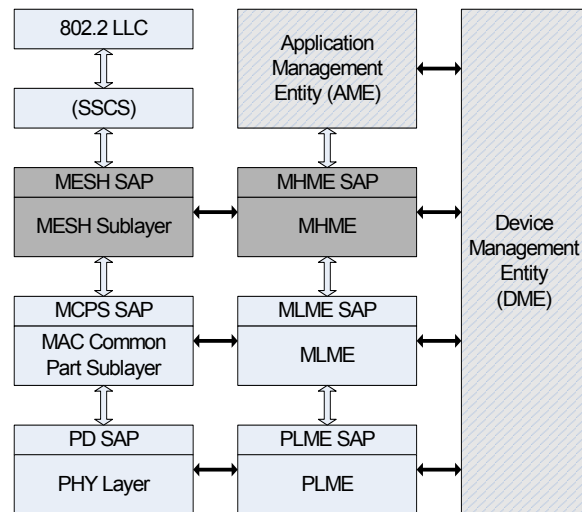 802.2 LLC
Application
Management
Entity (AME)
(SSCS)
MESH SAP
MHME SAP
MESH Sublayer
MHME
Device
Management
Entity
(DME)
MCPS SAP
MLME SAP
MAC Common
Part Sublayer
MLME
PD SAP
PLME SAP
PHY Layer
PLME